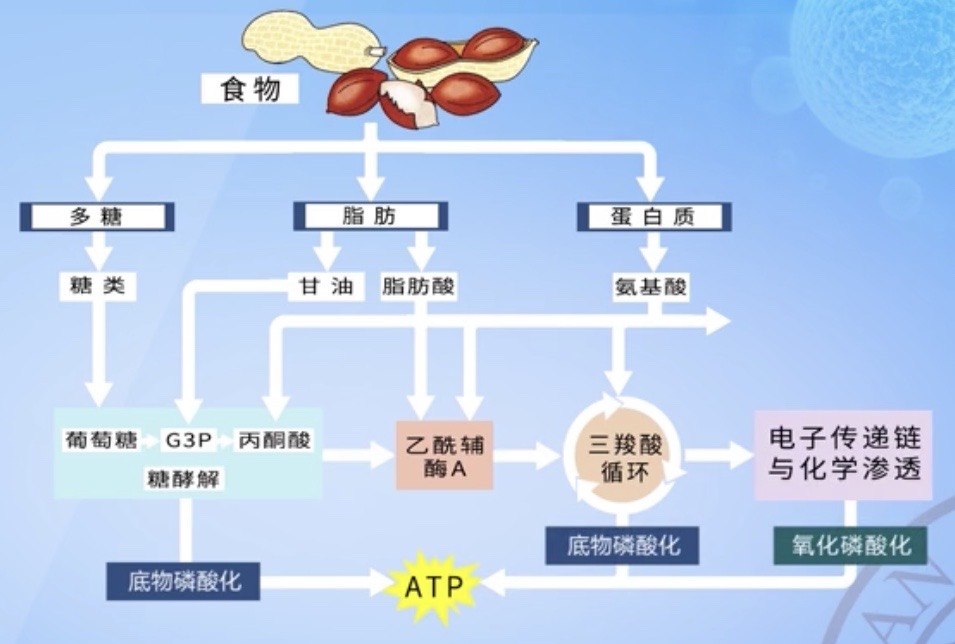 食物
多糖
脂肪
蛋白质
糖类
甘油
脂肪酸
氨基酸
葡萄糖
G3P
丙酮酸
糖酵解
乙酰辅
酶A
三羧酸
循环
电子传递链
与化学渗透
底物磷酸化
氧化磷酸化
底物磷酸化
ATP
AN